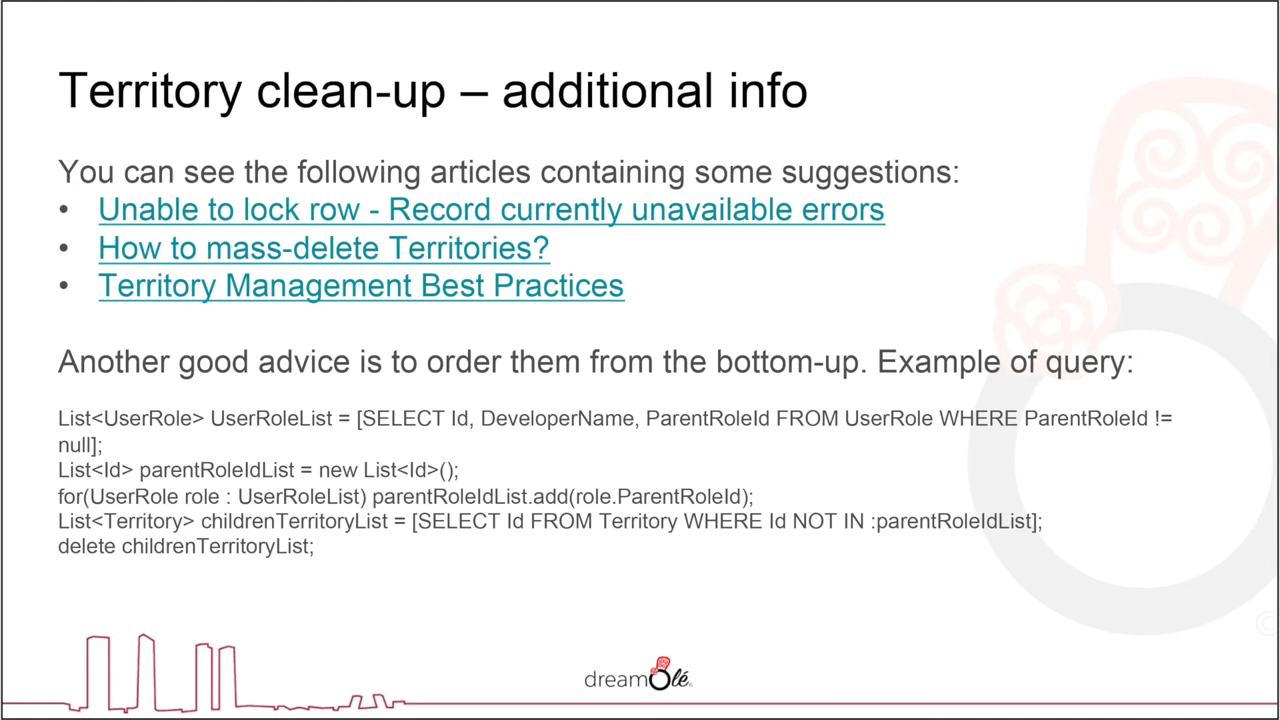 Territory clean-up – additional info
You can see the following articles containing some suggestions:
• Unable to lock row - Record currently unavailable errors
• How to mass-delete Territories?
• Territory Management Best Practices
Another good advice is to order them from the bottom-up. Example of query:
List<UserRole> UserRoleList = [SELECT Id, DeveloperName, ParentRoleId FROM UserRole WHERE ParentRoleId !=
null];
List<Id> parentRoleIdList = new List<Id>();
for(UserRole role : UserRoleList) parentRoleIdList.add(role.ParentRoleId);
List<Territory> childrenTerritoryList = [SELECT Id FROM Territory WHERE Id NOT IN :parentRoleIdList];
delete childrenTerritoryList;
dreamOlé